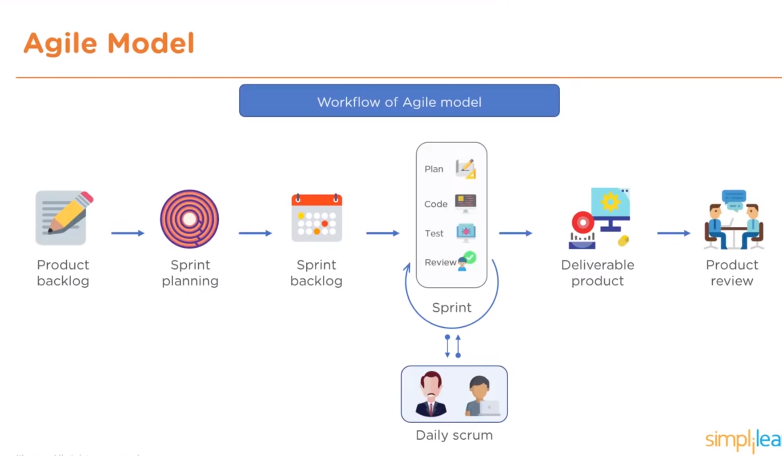 Agile Model
Workflow of Agile model
Plan
Code
Test
Review
Product
backlog
Sprint
planning
Sprint
backlog
Sprint
Deliverable
product
Product
review
Daily scrum
simplilea